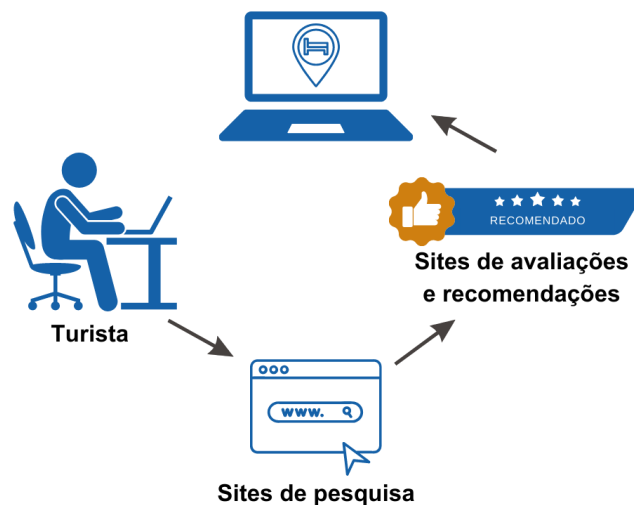 RECOMENDADO
Sites de avaliações
e recomendações
Turista
www.
Sites de pesquisa